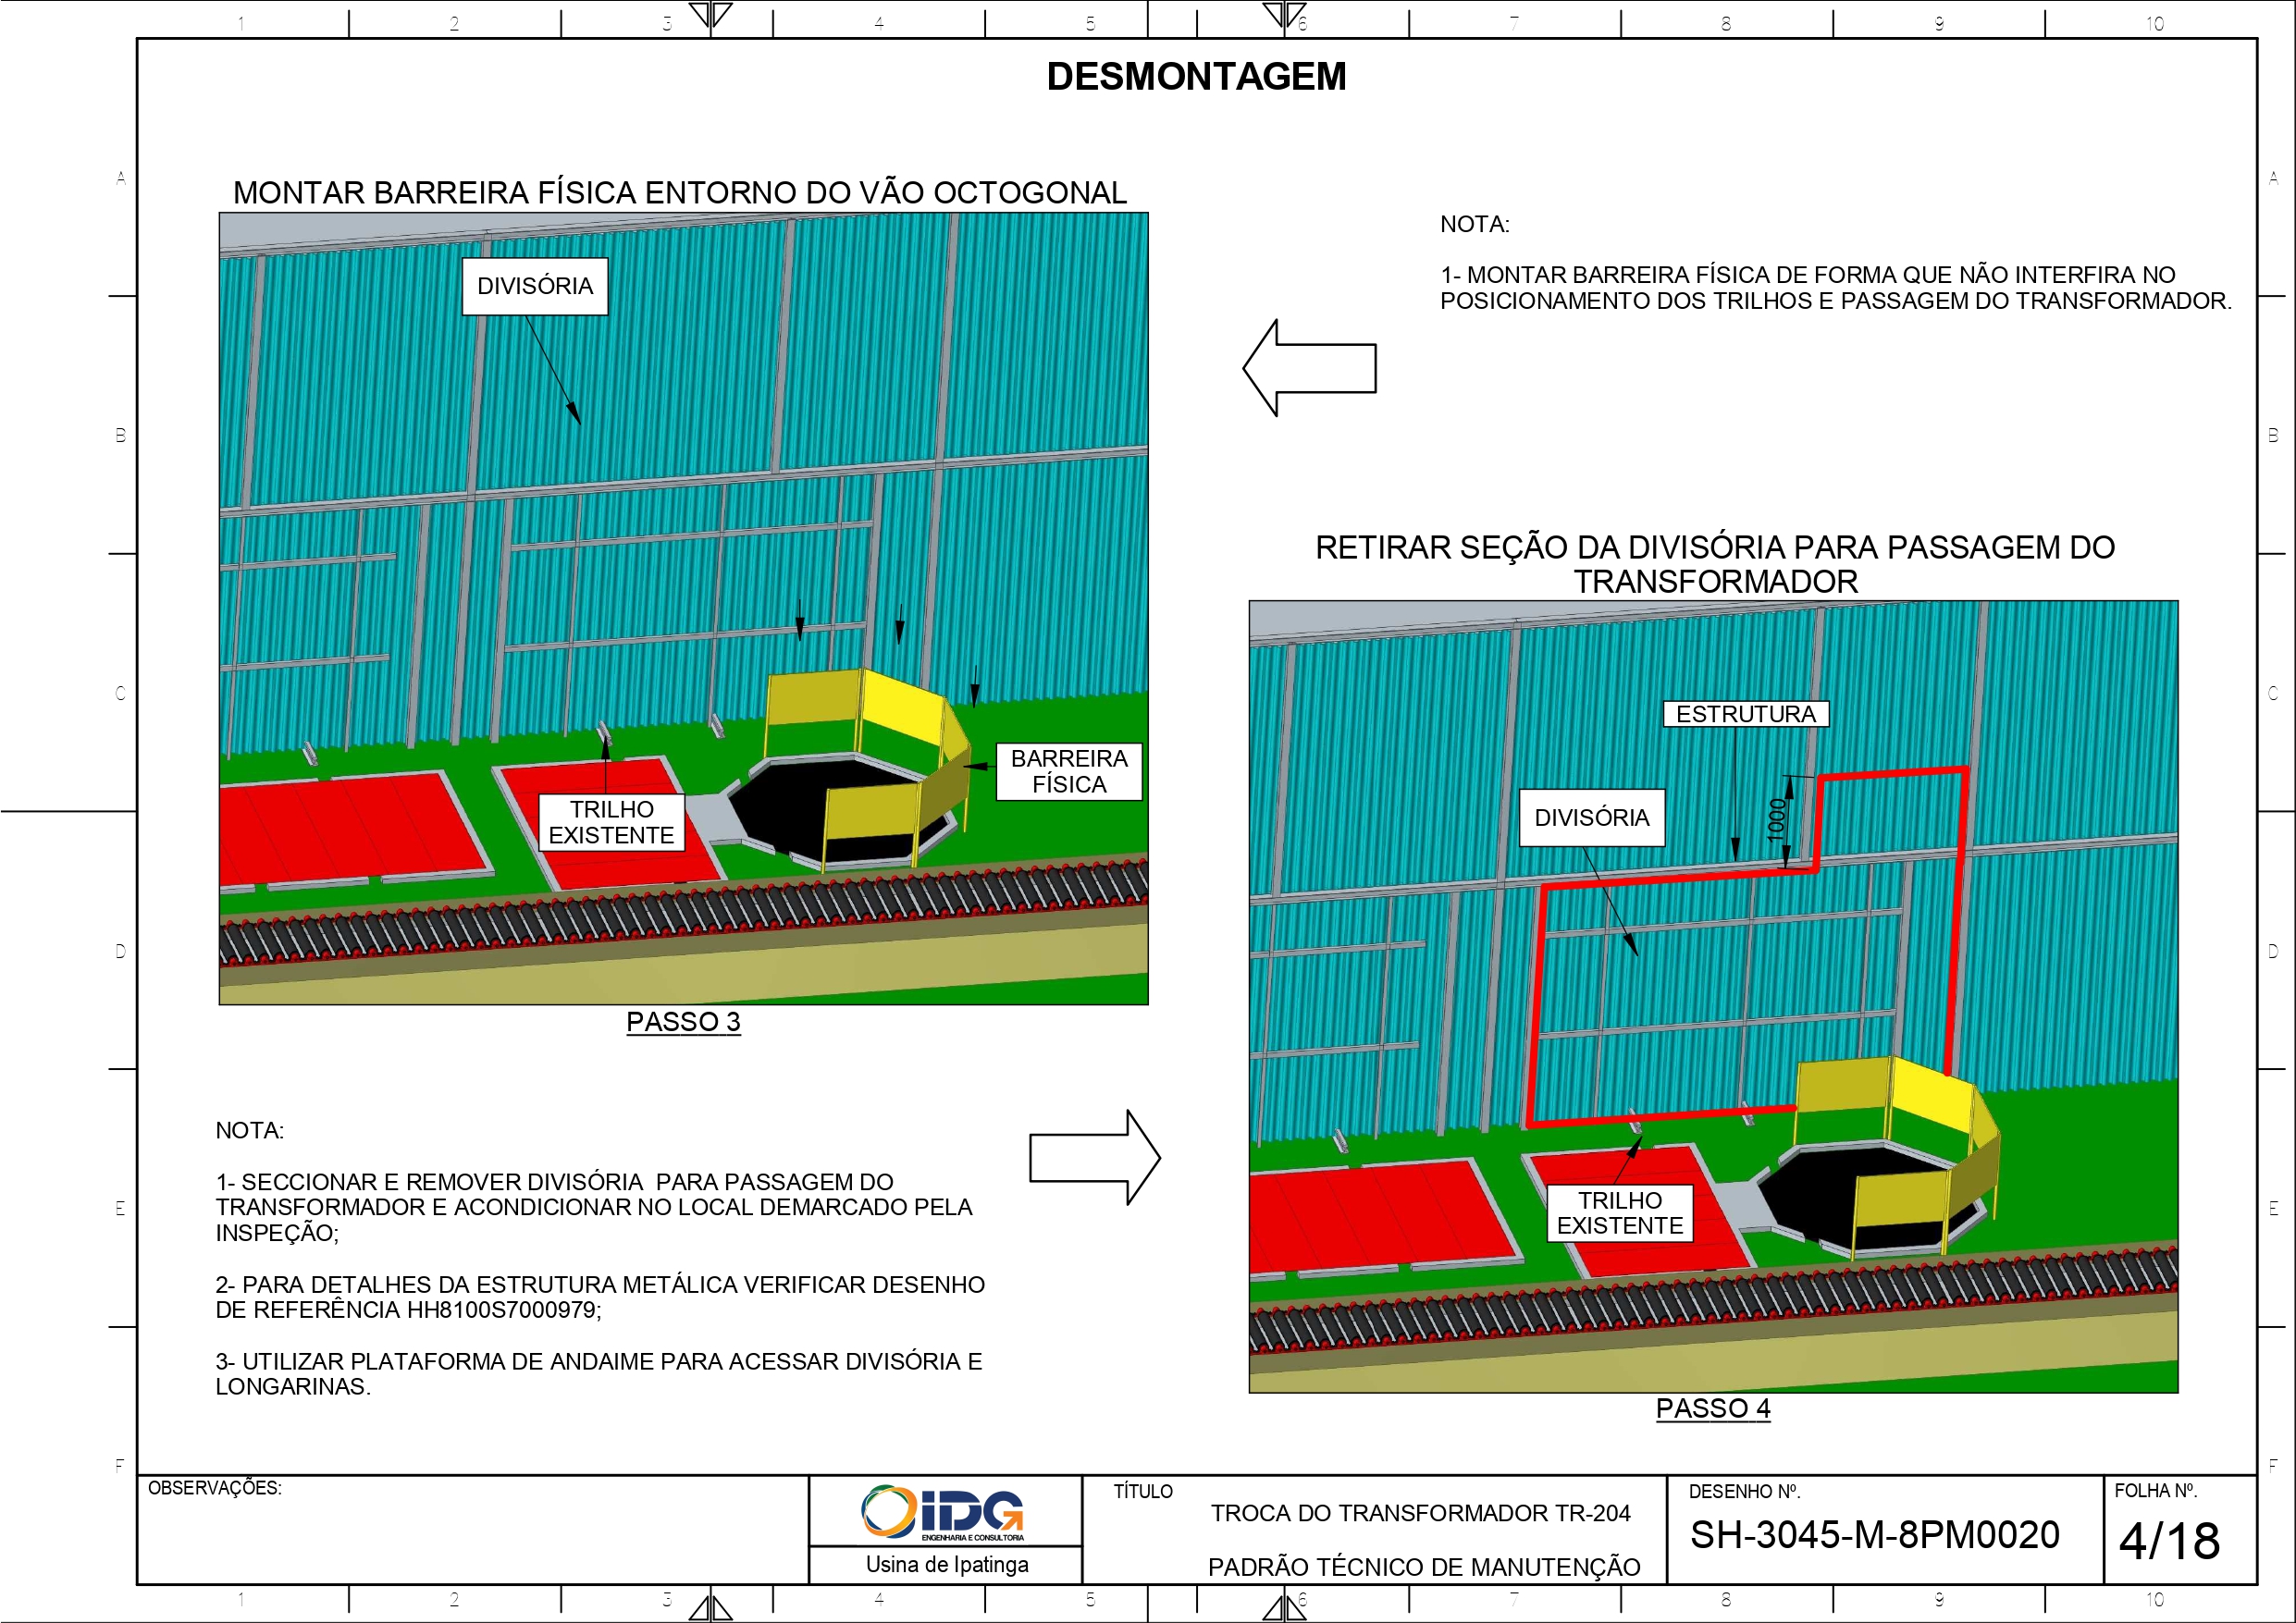 1 2 3 4 5 6 7 8 9 10
DESMONTAGEM
A A
MONTAR BARREIRA FÍSICA ENTORNO DO VÃO OCTOGONAL
DIVISÓRIA
TRILHO
EXISTENTE
BARREIRA
FÍSICA
PASSO 3
NOTA:
1- MONTAR BARREIRA FÍSICA DE FORMA QUE NÃO INTERFIRA NO
POSICIONAMENTO DOS TRILHOS E PASSAGEM DO TRANSFORMADOR.
B B
C C
D D
NOTA:
1- SECCIONAR E REMOVER DIVISÓRIA PARA PASSAGEM DO
TRANSFORMADOR E ACONDICIONAR NO LOCAL DEMARCADO PELA
INSPEÇÃO;
2- PARA DETALHES DA ESTRUTURA METÁLICA VERIFICAR DESENHO
DE REFERÊNCIA HH8100S7000979;
3- UTILIZAR PLATAFORMA DE ANDAIME PARA ACESSAR DIVISÓRIA E
LONGARINAS.
RETIRAR SEÇÃO DA DIVISÓRIA PARA PASSAGEM DO
TRANSFORMADOR
ESTRUTURA
DIVISÓRIA
1000
TRILHO
EXISTENTE
PASSO 4
E E
F F
OBSERVAÇÕES:
IDG
ENGENHARIA E CONSULTORIA
Usina de Ipatinga
TÍTULO
TROCA DO TRANSFORMADOR TR-204
PADRÃO TÉCNICO DE MANUTENÇÃO
DESENHO Nº.
SH-3045-M-8PM0020
FOLHA Nº.
4/18
1 2 3 4 5 6 7 8 9 10